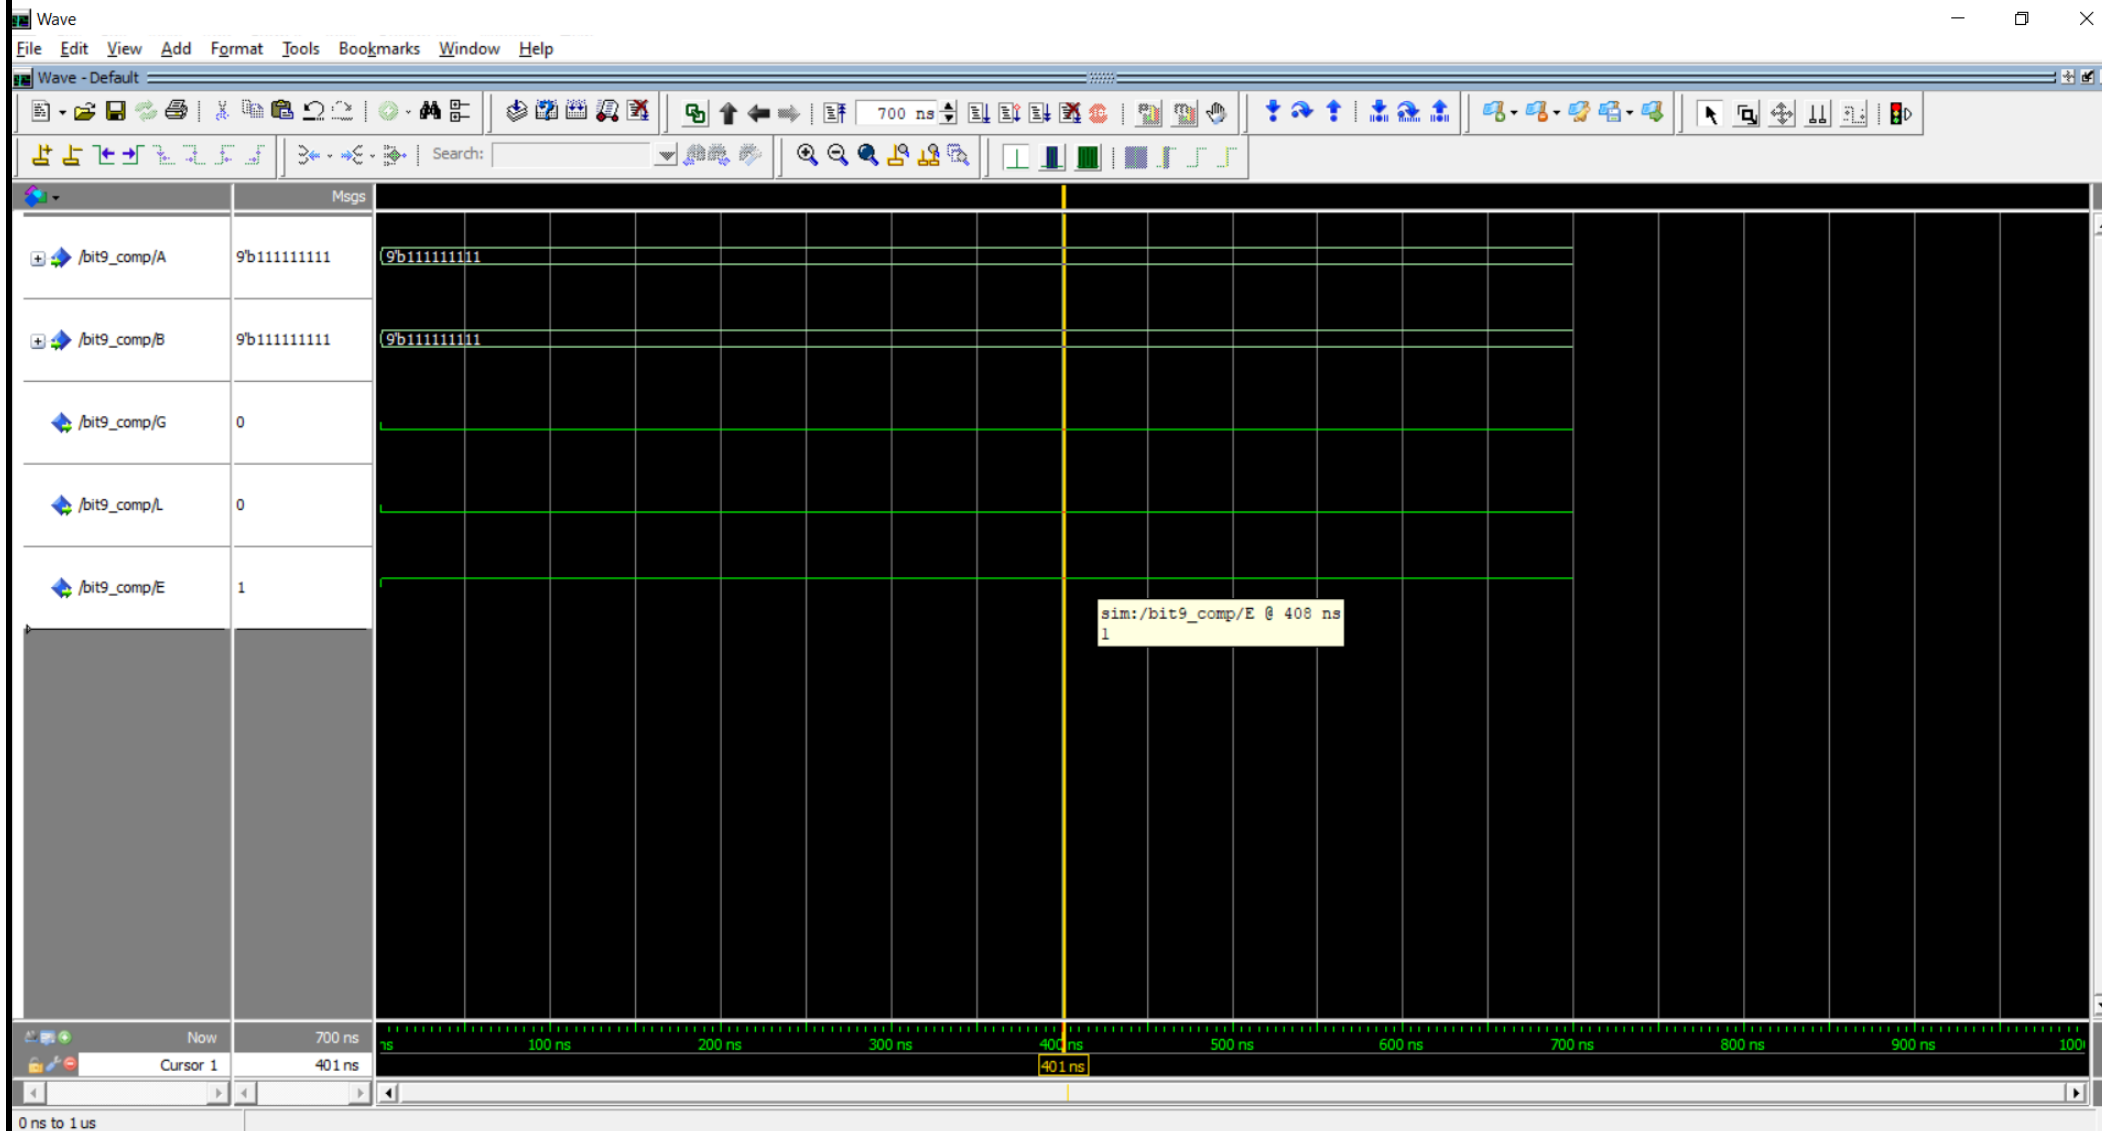 Wave
File Edit View Add Format Tools Bookmarks Window Help
Wave - Default
700 ns
Search:
Msgs
/bit9_comp/A 9'b111111111 9'b111111111
/bit9_comp/B 9'b111111111 9'b111111111
/bit9_comp/G 0
/bit9_comp/L 0
/bit9_comp/E 1
sim:/bit9_comp/E @ 408 ns
1
Now 700 ns
ns 100 ns 200 ns 300 ns 400 ns 500 ns 600 ns 700 ns 800 ns 900 ns 100
Cursor 1 401 ns 401 ns
0 ns to 1 us